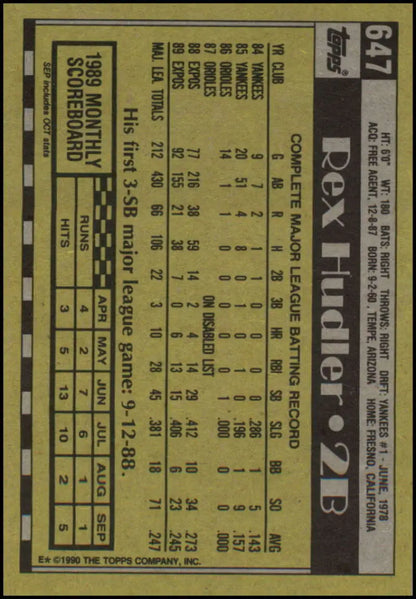 647
Topps
Rex Hudler • 2B
HT: 6'0" WT: 180 BATS: RIGHT THROWS: RIGHT DRFT: YANKEES #1 - JUNE, 1978
ACQ: FREE AGENT, 12-8-87 BORN: 9-2-60, TEMPE, ARIZONA HOME: FRESNO, CALIFORNIA
COMPLETE MAJOR LEAGUE BATTING RECORD
YR CLUB G AB R H 2B 3B HR RBI SB SLG BB SO AVG
84 YANKEES 9 7 2 1 1 0 0 0 0 .286 1 5 .143
85 YANKEES 20 51 4 8 0 1 0 1 0 .196 1 9 .157
86 ORIOLES 14 1 1 0 0 0 0 0 1 .000 0 0 .000
87 ORIOLES ON DISABLED LIST
88 EXPOS 77 216 38 59 14 2 4 14 29 .412 10 34 .273
89 EXPOS 92 155 21 38 7 0 6 13 15 .406 6 23 .245
MAJ. LEA. TOTALS 212 430 66 106 22 3 10 28 45 .381 18 71 .247
His first 3-SB major league game: 9-12-88.
1989 MONTHLY
SCOREBOARD
SEP includes OCT stats
APR MAY JUN JUL AUG SEP
RUNS 4 2 7 6 1 1
HITS 3 5 13 10 2 5
E* ©1990 THE TOPPS COMPANY, INC.